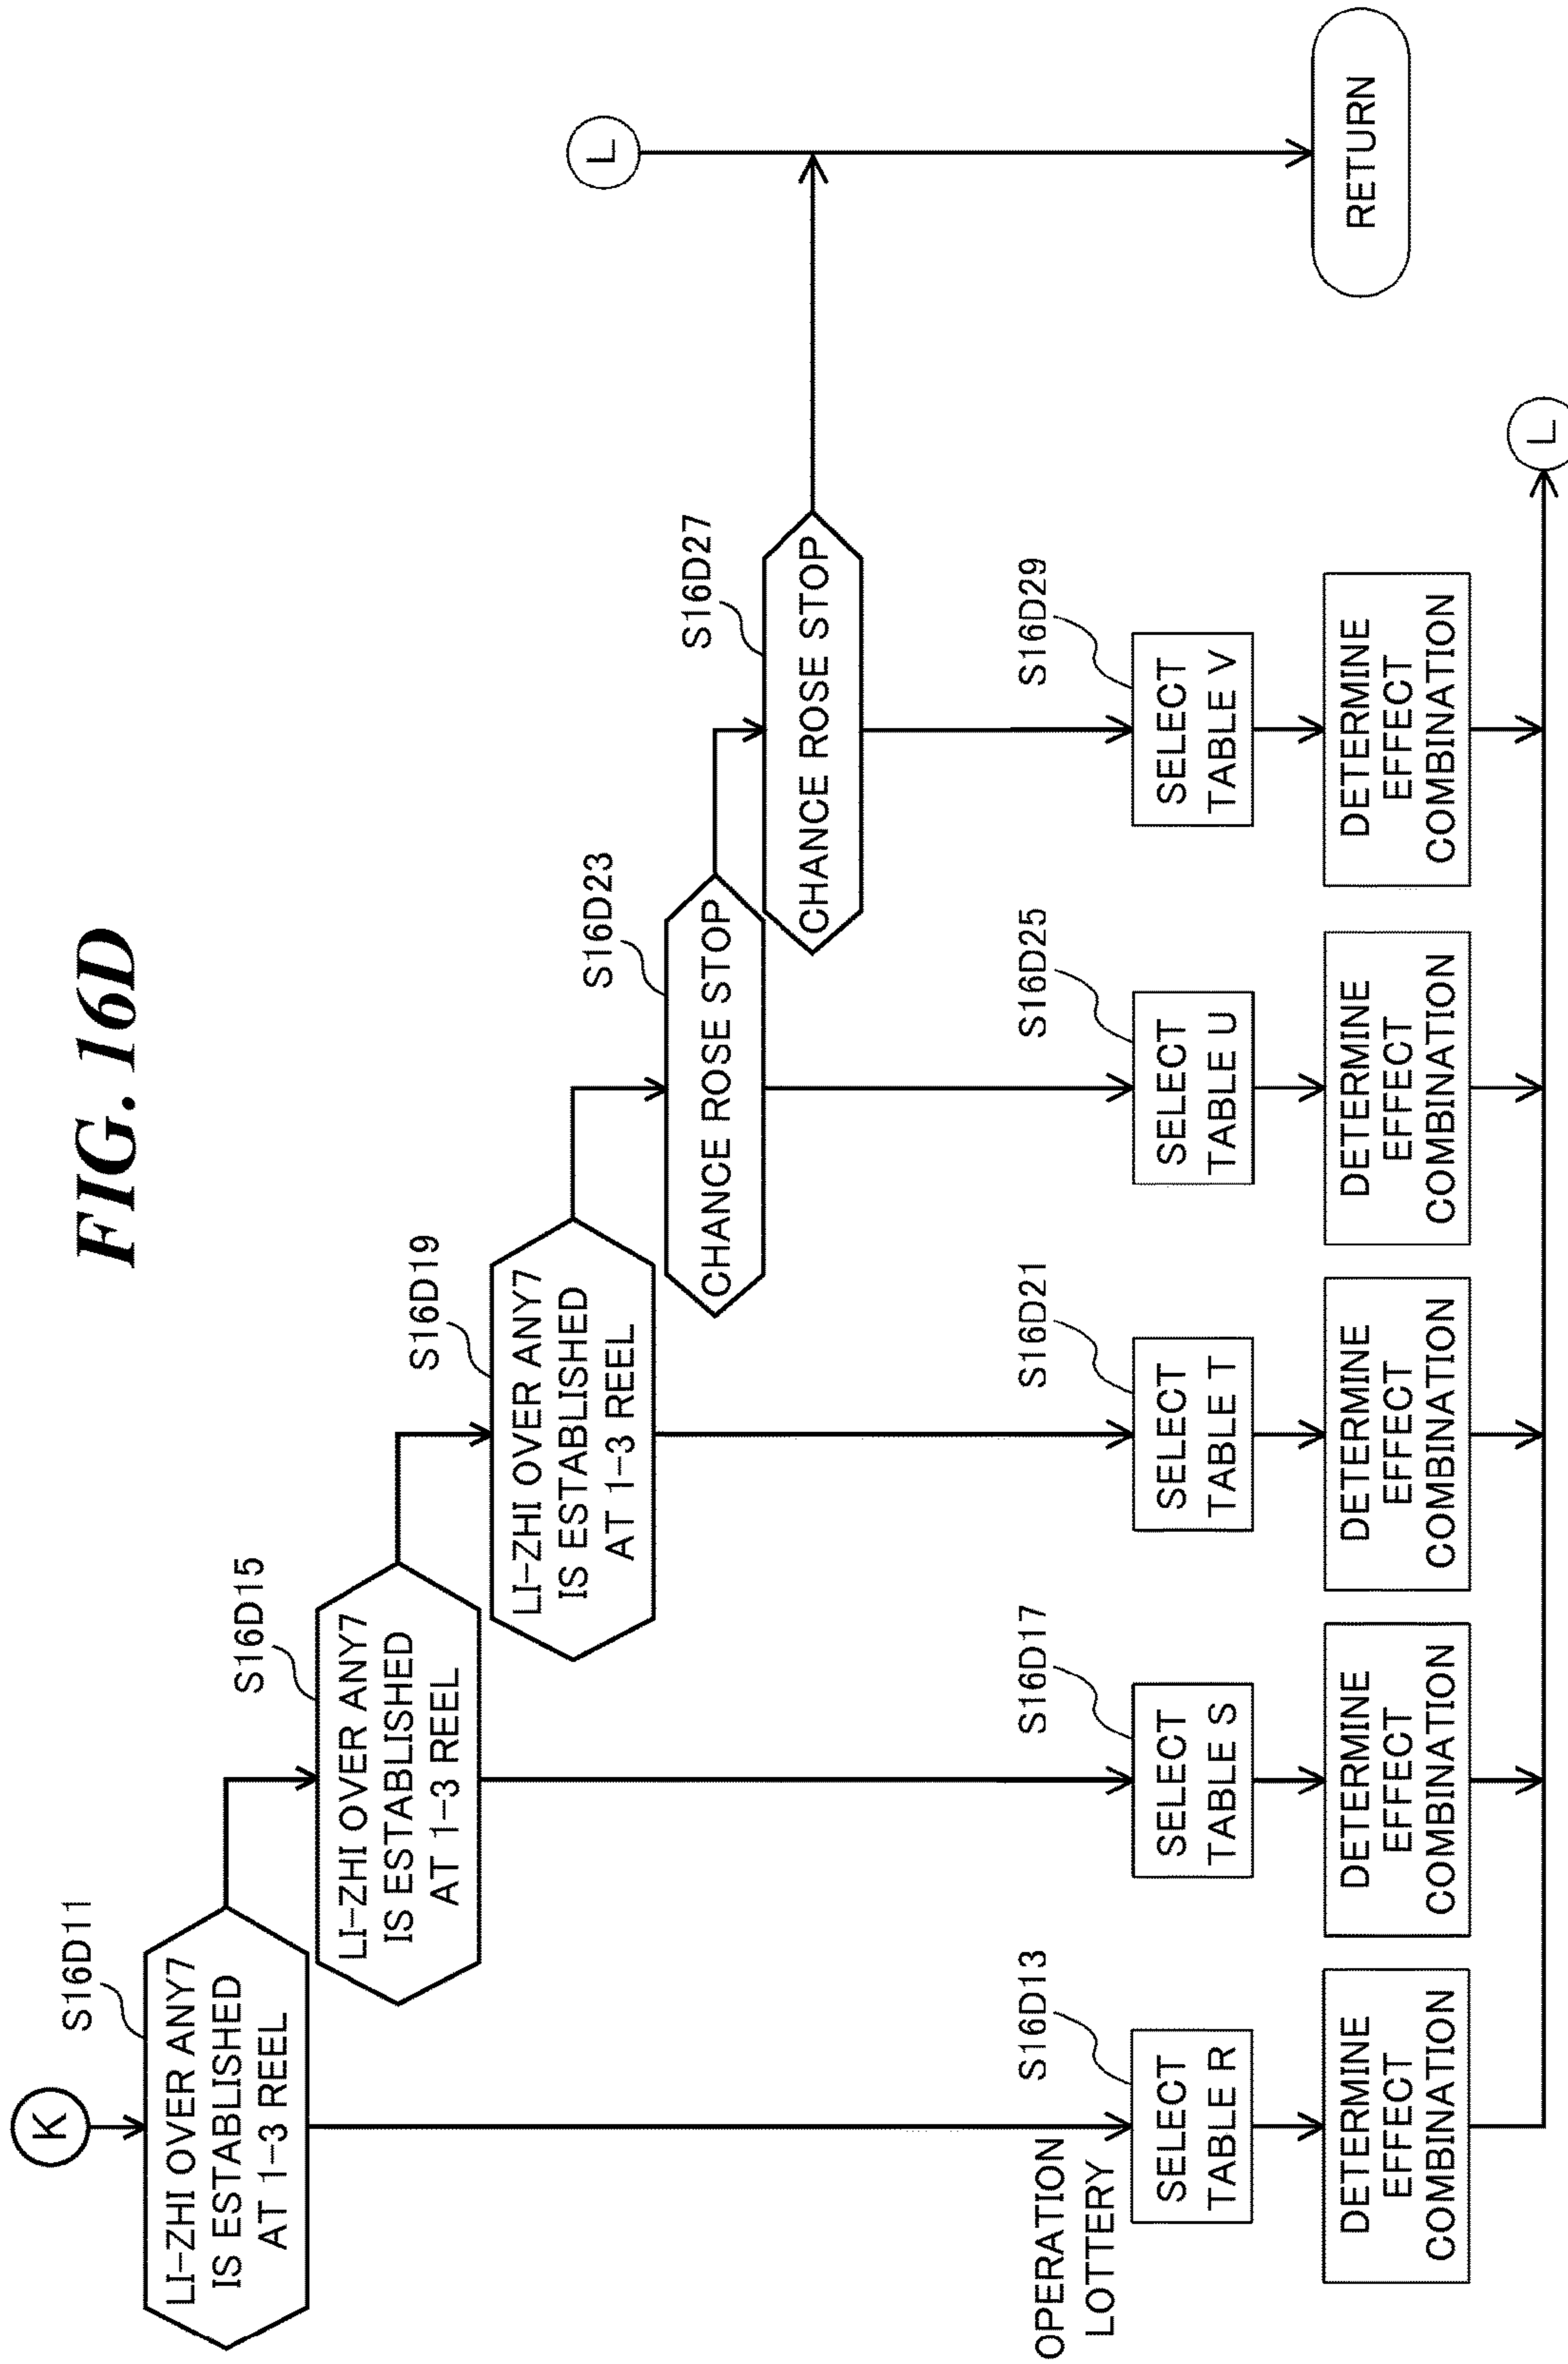 FIG. 16D
K
S16D11
LI-ZHI OVER ANY7
IS ESTABLISHED
AT 1-3 REEL
S16D15
LI-ZHI OVER ANY7
IS ESTABLISHED
AT 1-3 REEL
S16D19
LI-ZHI OVER ANY7
IS ESTABLISHED
AT 1-3 REEL
S16D23
CHANCE ROSE STOP
S16D27
CHANCE ROSE STOP
L
OPERATION
LOTTERY
S16D13
SELECT
TABLE R
S16D17
SELECT
TABLE S
S16D21
SELECT
TABLE T
S16D25
SELECT
TABLE U
S16D29
SELECT
TABLE V
DETERMINE
EFFECT
COMBINATION
DETERMINE
EFFECT
COMBINATION
DETERMINE
EFFECT
COMBINATION
DETERMINE
EFFECT
COMBINATION
DETERMINE
EFFECT
COMBINATION
RETURN
L